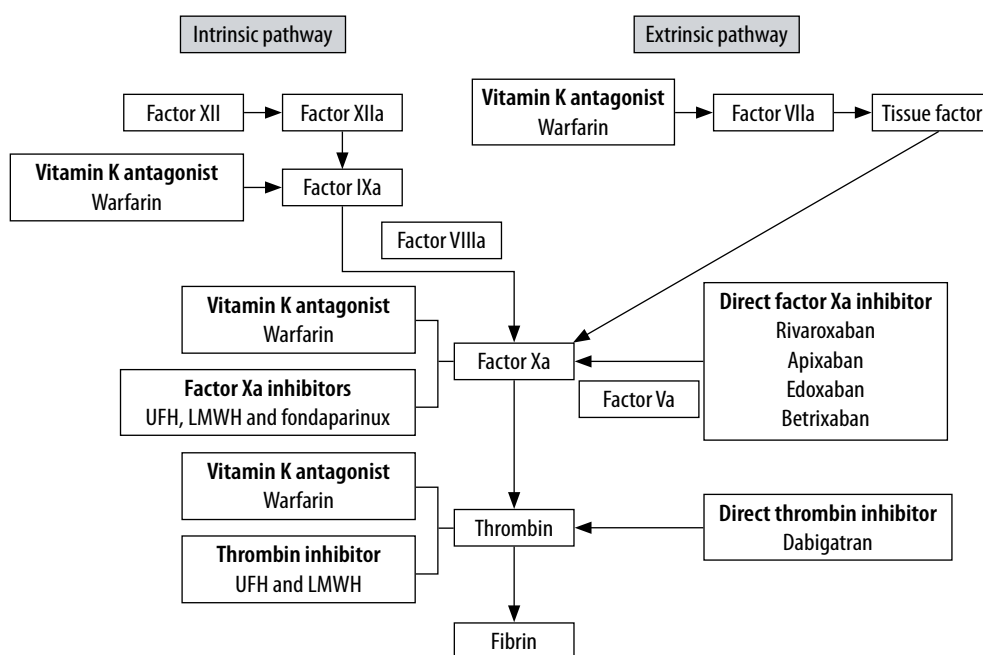 Intrinsic pathway
Extrinsic pathway
Factor XII
Factor XIIa
Vitamin K antagonist
Warfarin
Factor VIIa
Tissue factor
Vitamin K antagonist
Warfarin
Factor IXa
Factor VIIIa
Vitamin K antagonist
Warfarin
Factor Xa inhibitors
UFH, LMWH and fondaparinux
Factor Xa
Factor Va
Direct factor Xa inhibitor
Rivaroxaban
Apixaban
Edoxaban
Betrixaban
Vitamin K antagonist
Warfarin
Thrombin inhibitor
UFH and LMWH
Thrombin
Direct thrombin inhibitor
Dabigatran
Fibrin